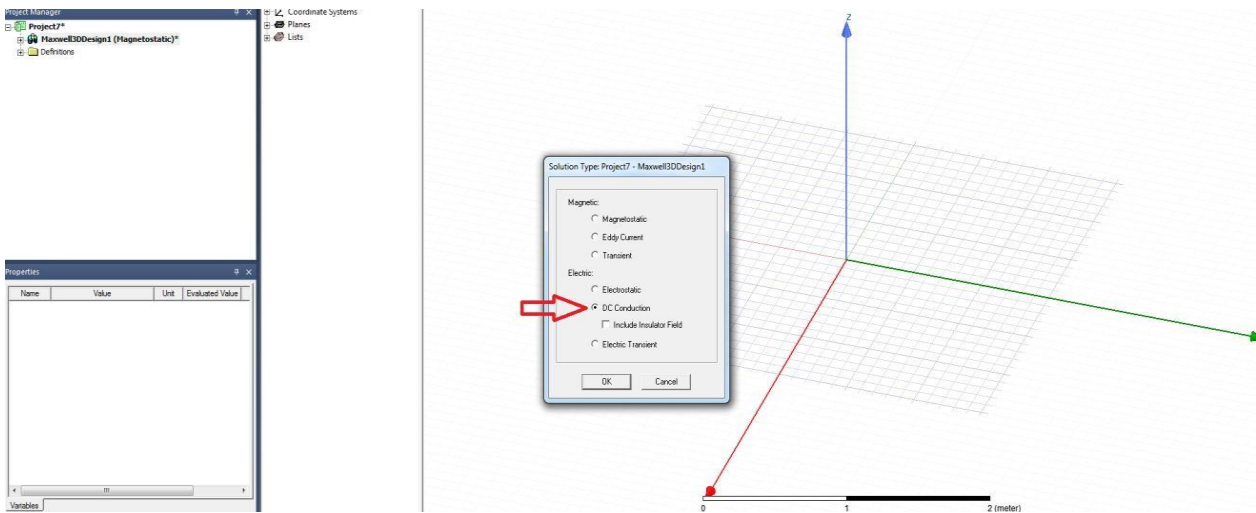 Project Manager
Project7*
Maxwell3DDesign1 (Magnetostatic)*
Definitions
Coordinate Systems
Planes
Lists
Properties
Name Value Unit Evaluated Value
Variables
Solution Type: Project7 - Maxwell3DDesign1
Magnetic:
Magnetostatic
Eddy Current
Transient
Electric:
Electrostatic
DC Conduction
Include Insulator Field
Electric Transient
OK Cancel
Z
0 1 2 (meter)